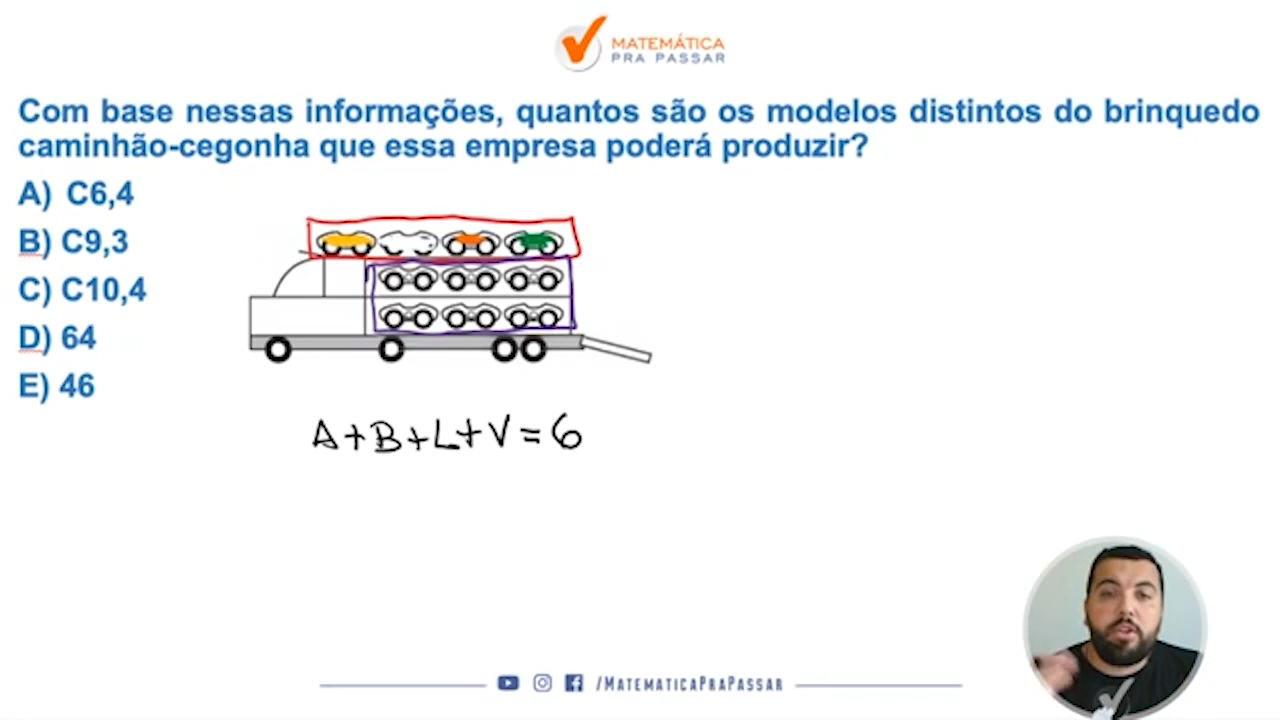 MATEMÁTICA
PRA PASSAR
Com base nessas informações, quantos são os modelos distintos do brinquedo
caminhão-cegonha que essa empresa poderá produzir?
A) C6,4
B) C9,3
C) C10,4
D) 64
E) 46
A+B+L+V=6
/MATEMATICAPRAPASSAR